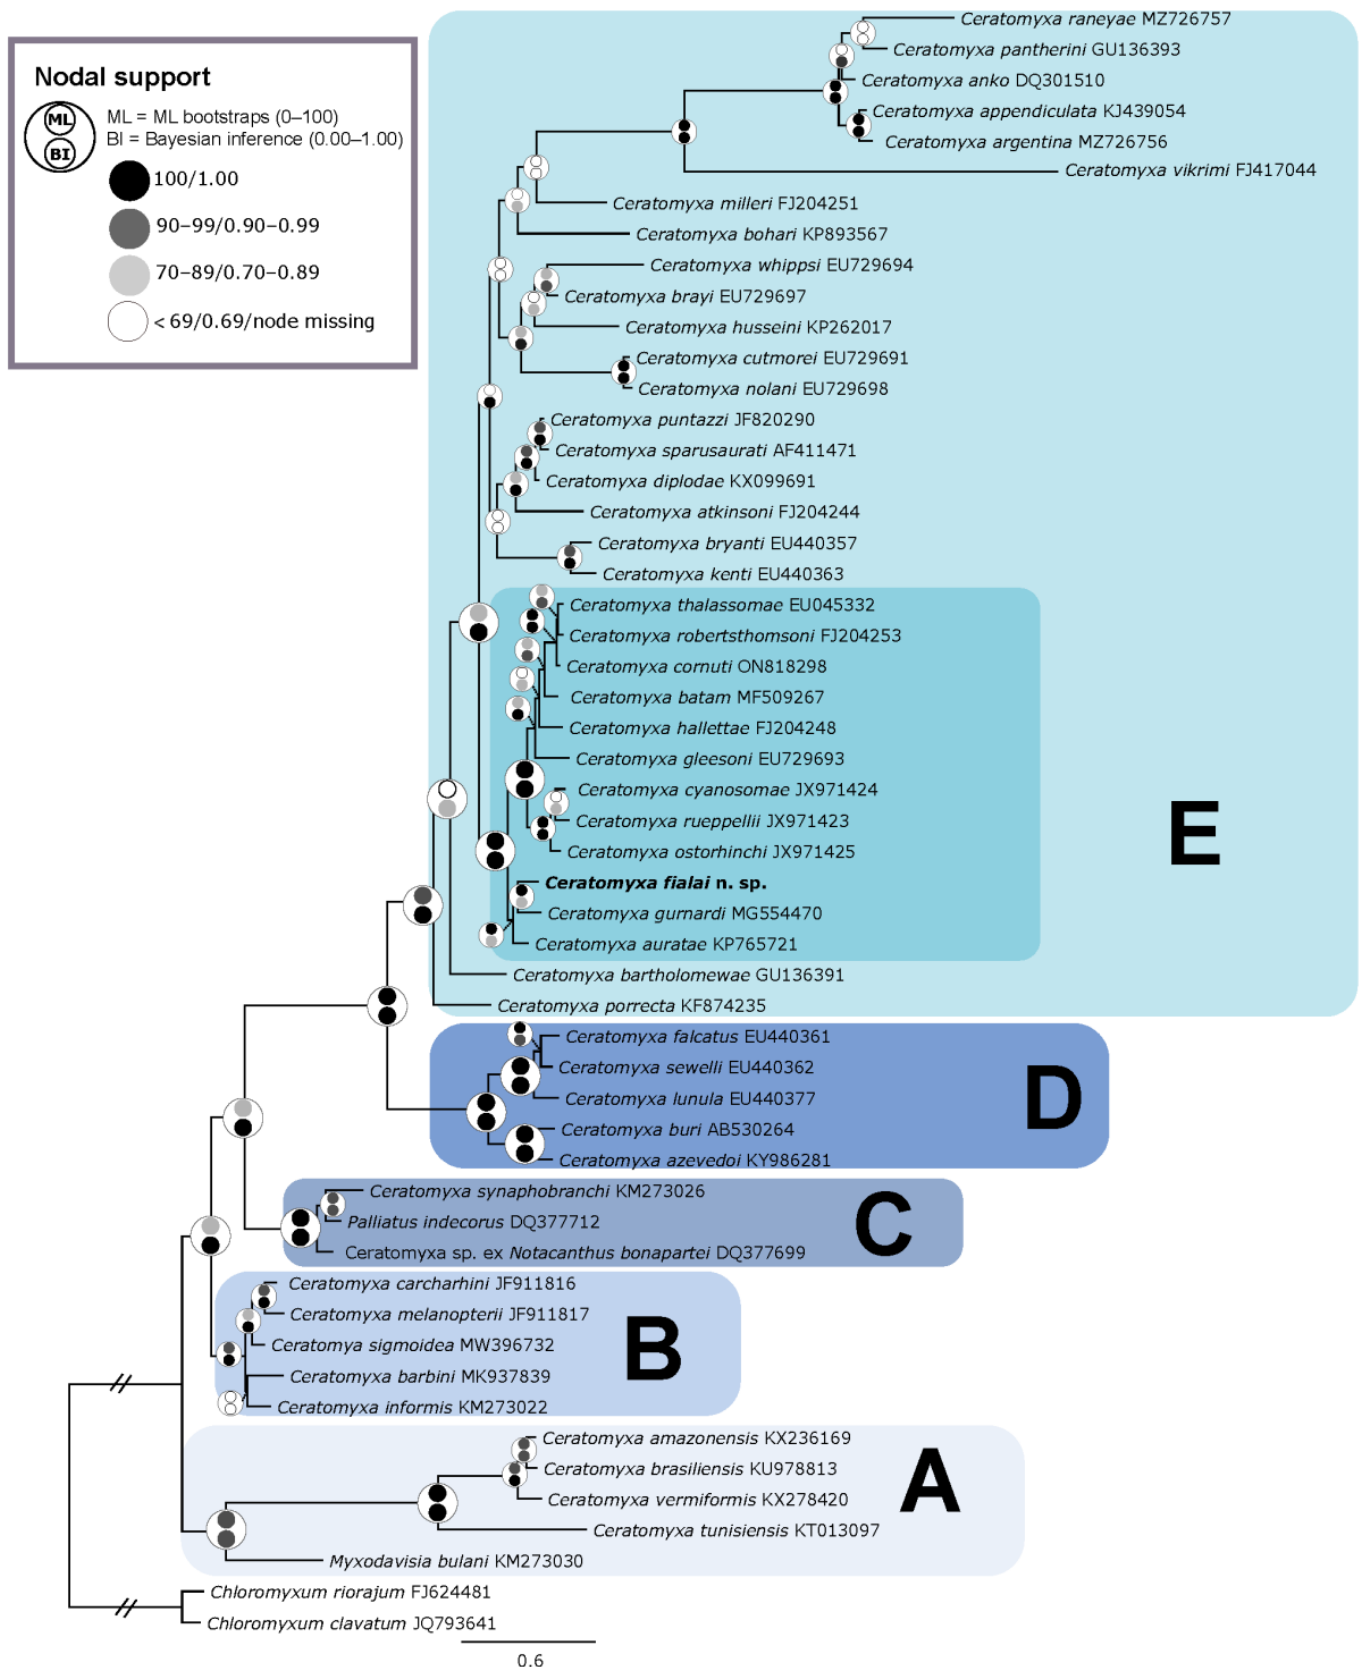 Nodal support
ML
BI
ML = ML bootstraps (0–100)
BI = Bayesian inference (0.00–1.00)
100/1.00
90–99/0.90–0.99
70–89/0.70–0.89
< 69/0.69/node missing
Ceratomyxa raneyae MZ726757
Ceratomyxa pantherini GU136393
Ceratomyxa anko DQ301510
Ceratomyxa appendiculata KJ439054
Ceratomyxa argentina MZ726756
Ceratomyxa vikrimi FJ417044
Ceratomyxa milleri FJ204251
Ceratomyxa bohari KP893567
Ceratomyxa whippsi EU729694
Ceratomyxa brayi EU729697
Ceratomyxa husseini KP262017
Ceratomyxa cutmorei EU729691
Ceratomyxa nolani EU729698
Ceratomyxa puntazzi JF820290
Ceratomyxa sparusaurati AF411471
Ceratomyxa diplodae KX099691
Ceratomyxa atkinsoni FJ204244
Ceratomyxa bryanti EU440357
Ceratomyxa kenti EU440363
Ceratomyxa thalassomae EU045332
Ceratomyxa robertsthomsoni FJ204253
Ceratomyxa cornuti ON818298
Ceratomyxa batam MF509267
Ceratomyxa hallettae FJ204248
Ceratomyxa gleesoni EU729693
Ceratomyxa cyanosomae JX971424
Ceratomyxa rueppellii JX971423
Ceratomyxa ostorhinchi JX971425
E
Ceratomyxa fialai n. sp.
Ceratomyxa gurnardi MG554470
Ceratomyxa auratae KP765721
Ceratomyxa bartholomewae GU136391
Ceratomyxa porrecta KF874235
Ceratomyxa falcatus EU440361
Ceratomyxa sewelli EU440362
Ceratomyxa lunula EU440377
D
Ceratomyxa buri AB530264
Ceratomyxa azevedoi KY986281
Ceratomyxa synaphobranchi KM273026
Palliatus indecorus DQ377712
C
Ceratomyxa sp. ex Notacanthus bonapartei DQ377699
Ceratomyxa carcharhini JF911816
Ceratomyxa melanopterii JF911817
Ceratomya sigmoidea MW396732
B
Ceratomyxa barbini MK937839
Ceratomyxa informis KM273022
Ceratomyxa amazonensis KX236169
Ceratomyxa brasiliensis KU978813
A
Ceratomyxa vermiformis KX278420
Ceratomyxa tunisiensis KT013097
Myxodavisia bulani KM273030
Chloromyxum riorajum FJ624481
Chloromyxum clavatum JQ793641
0.6